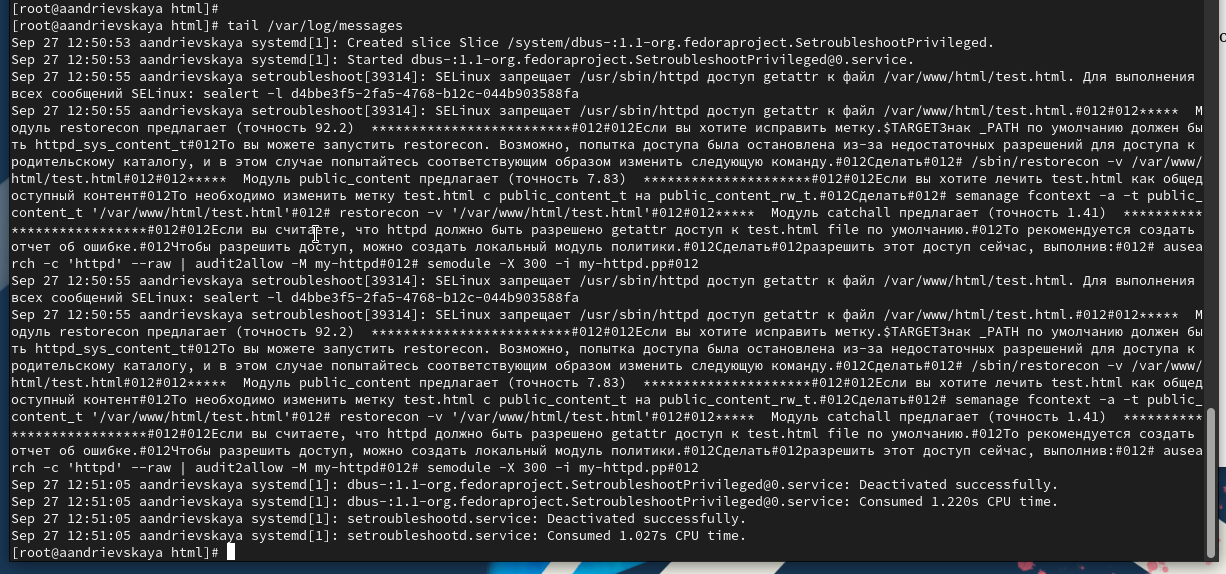 [root@aandrievskaya html]#
[root@aandrievskaya html]# tail /var/log/messages
Sep 27 12:50:53 aandrievskaya systemd[1]: Created slice Slice /system/dbus-:1.1-org.fedoraproject.SetroubleshootPrivileged.
Sep 27 12:50:53 aandrievskaya systemd[1]: Started dbus-:1.1-org.fedoraproject.SetroubleshootPrivileged@0.service.
Sep 27 12:50:55 aandrievskaya setroubleshoot[39314]: SELinux запрещает /usr/sbin/httpd доступ getattr к файл /var/www/html/test.html. Для выполнения
всех сообщений SELinux: sealert -l d4bbe3f5-2fa5-4768-b12c-044b903588fa
Sep 27 12:50:55 aandrievskaya setroubleshoot[39314]: SELinux запрещает /usr/sbin/httpd доступ getattr к файл /var/www/html/test.html.#012#012*****  М
одуль restorecon предлагает (точность 92.2)  *************************#012#012Если вы хотите исправить метку.$TARGETЗнак _PATH по умолчанию должен бы
ть httpd_sys_content_t#012То вы можете запустить restorecon. Возможно, попытка доступа была остановлена из-за недостаточных разрешений для доступа к
родительскому каталогу, и в этом случае попытайтесь соответствующим образом изменить следующую команду.#012Сделать#012# /sbin/restorecon -v /var/www/
html/test.html#012#012*****  Модуль public_content предлагает (точность 7.83)  *********************#012#012Если вы хотите лечить test.html как общед
оступный контент#012То необходимо изменить метку test.html с public_content_t на public_content_rw_t.#012Сделать#012# semanage fcontext -a -t public_
content_t '/var/www/html/test.html'#012# restorecon -v '/var/www/html/test.html'#012#012*****  Модуль catchall предлагает (точность 1.41)  **********
*****************#012#012Если вы считаете, что httpd должно быть разрешено getattr доступ к test.html file по умолчанию.#012То рекомендуется создать
отчет об ошибке.#012Чтобы разрешить доступ, можно создать локальный модуль политики.#012Сделать#012разрешить этот доступ сейчас, выполнив:#012# ausea
rch -c 'httpd' --raw | audit2allow -M my-httpd#012# semodule -X 300 -i my-httpd.pp#012
Sep 27 12:50:55 aandrievskaya setroubleshoot[39314]: SELinux запрещает /usr/sbin/httpd доступ getattr к файл /var/www/html/test.html. Для выполнения
всех сообщений SELinux: sealert -l d4bbe3f5-2fa5-4768-b12c-044b903588fa
Sep 27 12:50:55 aandrievskaya setroubleshoot[39314]: SELinux запрещает /usr/sbin/httpd доступ getattr к файл /var/www/html/test.html.#012#012*****  М
одуль restorecon предлагает (точность 92.2)  *************************#012#012Если вы хотите исправить метку.$TARGETЗнак _PATH по умолчанию должен бы
ть httpd_sys_content_t#012То вы можете запустить restorecon. Возможно, попытка доступа была остановлена из-за недостаточных разрешений для доступа к
родительскому каталогу, и в этом случае попытайтесь соответствующим образом изменить следующую команду.#012Сделать#012# /sbin/restorecon -v /var/www/
html/test.html#012#012*****  Модуль public_content предлагает (точность 7.83)  *********************#012#012Если вы хотите лечить test.html как общед
оступный контент#012То необходимо изменить метку test.html с public_content_t на public_content_rw_t.#012Сделать#012# semanage fcontext -a -t public_
content_t '/var/www/html/test.html'#012# restorecon -v '/var/www/html/test.html'#012#012*****  Модуль catchall предлагает (точность 1.41)  **********
*****************#012#012Если вы считаете, что httpd должно быть разрешено getattr доступ к test.html file по умолчанию.#012То рекомендуется создать
отчет об ошибке.#012Чтобы разрешить доступ, можно создать локальный модуль политики.#012Сделать#012разрешить этот доступ сейчас, выполнив:#012# ausea
rch -c 'httpd' --raw | audit2allow -M my-httpd#012# semodule -X 300 -i my-httpd.pp#012
Sep 27 12:51:05 aandrievskaya systemd[1]: dbus-:1.1-org.fedoraproject.SetroubleshootPrivileged@0.service: Deactivated successfully.
Sep 27 12:51:05 aandrievskaya systemd[1]: dbus-:1.1-org.fedoraproject.SetroubleshootPrivileged@0.service: Consumed 1.220s CPU time.
Sep 27 12:51:05 aandrievskaya systemd[1]: setroubleshootd.service: Deactivated successfully.
Sep 27 12:51:05 aandrievskaya systemd[1]: setroubleshootd.service: Consumed 1.027s CPU time.
[root@aandrievskaya html]#